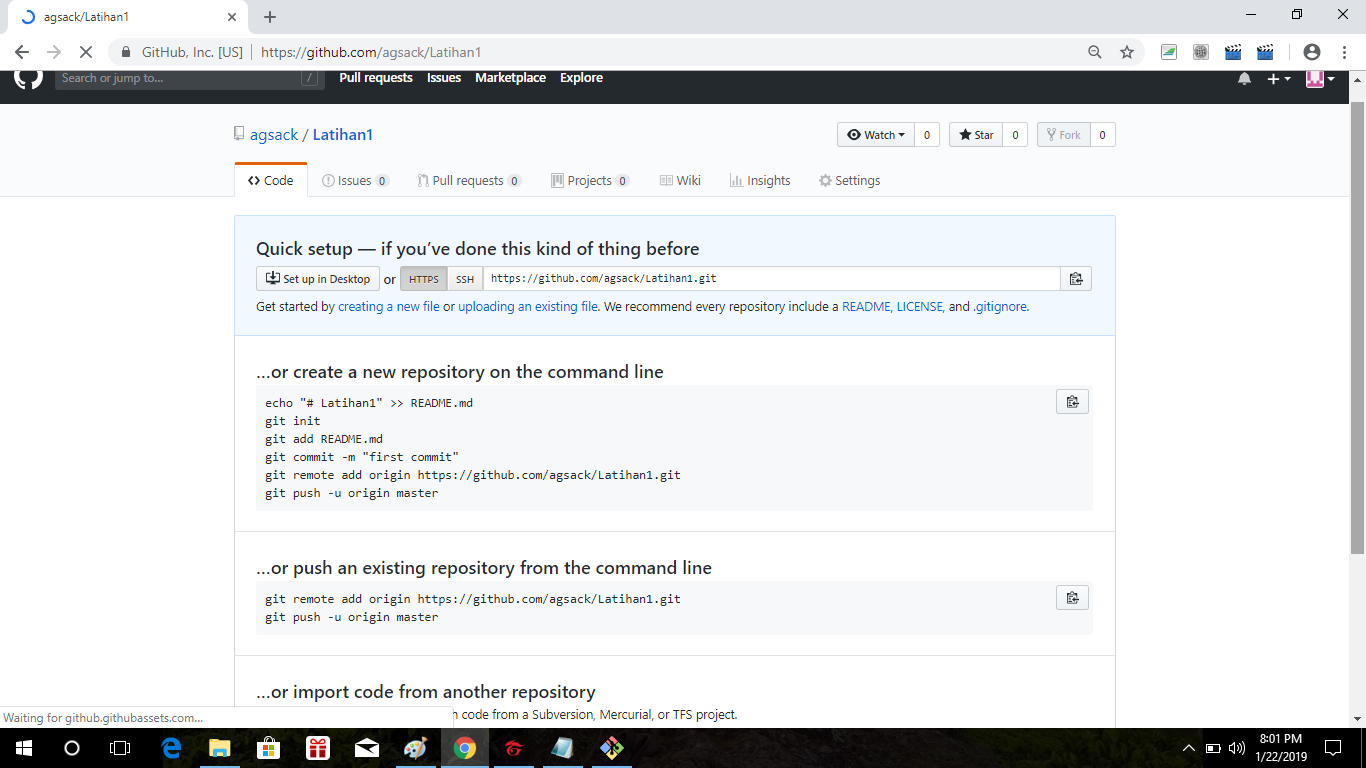 agsack/Latihan1
GitHub, Inc. [US] https://github.com/agsack/Latihan1
Search or jump to... / Pull requests Issues Marketplace Explore
agsack / Latihan1 Watch 0 Star 0 Fork 0
Code Issues 0 Pull requests 0 Projects 0 Wiki Insights Settings
Quick setup — if you’ve done this kind of thing before
Set up in Desktop or HTTPS SSH https://github.com/agsack/Latihan1.git
Get started by creating a new file or uploading an existing file. We recommend every repository include a README, LICENSE, and .gitignore.
…or create a new repository on the command line
echo "# Latihan1" >> README.md
git init
git add README.md
git commit -m "first commit"
git remote add origin https://github.com/agsack/Latihan1.git
git push -u origin master
…or push an existing repository from the command line
git remote add origin https://github.com/agsack/Latihan1.git
git push -u origin master
…or import code from another repository
code from a Subversion, Mercurial, or TFS project.
Waiting for github.githubassets.com...
8:01 PM
1/22/2019